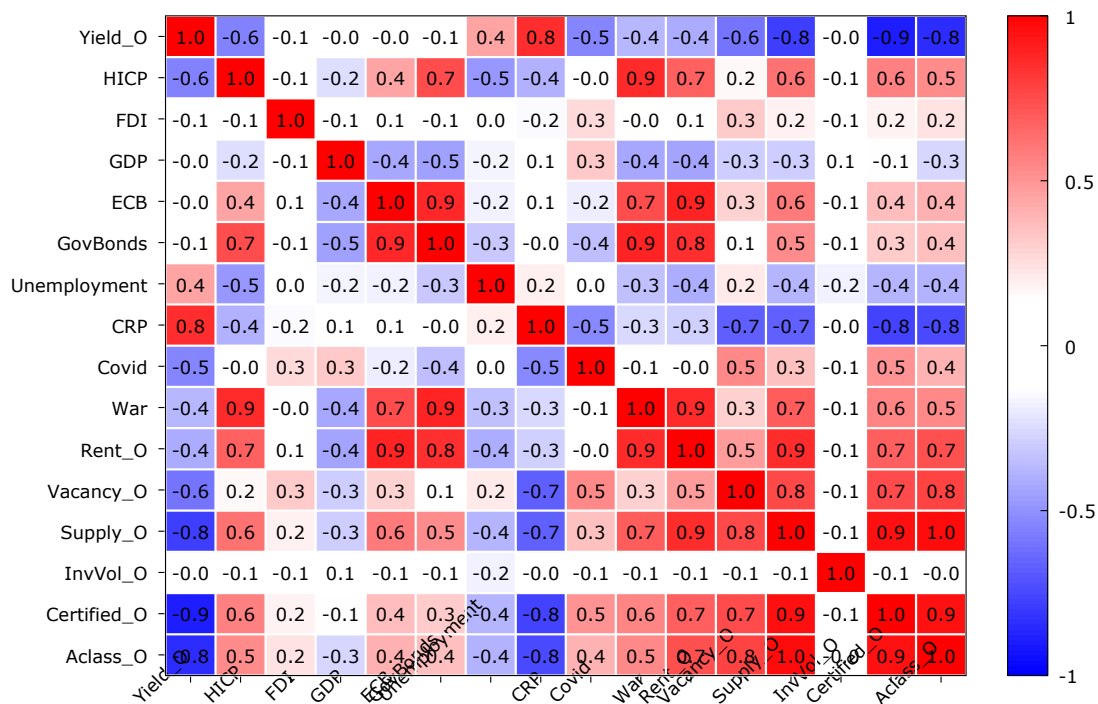 Yield_O 1.0 -0.6 -0.1 -0.0 -0.0 -0.1 0.4 0.8 -0.5 -0.4 -0.4 -0.6 -0.8 -0.0 -0.9 -0.8 1
HICP -0.6 1.0 -0.1 -0.2 0.4 0.7 -0.5 -0.4 -0.0 0.9 0.7 0.2 0.6 -0.1 0.6 0.5
FDI -0.1 -0.1 1.0 -0.1 0.1 -0.1 0.0 -0.2 0.3 -0.0 0.1 0.3 0.2 -0.1 0.2 0.2
GDP -0.0 -0.2 -0.1 1.0 -0.4 -0.5 -0.2 0.1 0.3 -0.4 -0.4 -0.3 -0.3 0.1 -0.1 -0.3
0.5
ECB -0.0 0.4 0.1 -0.4 1.0 0.9 -0.2 0.1 -0.2 0.7 0.9 0.3 0.6 -0.1 0.4 0.4
GovBonds -0.1 0.7 -0.1 -0.5 0.9 1.0 -0.3 -0.0 -0.4 0.9 0.8 0.1 0.5 -0.1 0.3 0.4
Unemployment 0.4 -0.5 0.0 -0.2 -0.2 -0.3 1.0 0.2 0.0 -0.3 -0.4 0.2 -0.4 -0.2 -0.4 -0.4
CRP 0.8 -0.4 -0.2 0.1 0.1 -0.0 0.2 1.0 -0.5 -0.3 -0.3 -0.7 -0.7 -0.0 -0.8 -0.8
0
Covid -0.5 -0.0 0.3 0.3 -0.2 -0.4 0.0 -0.5 1.0 -0.1 -0.0 0.5 0.3 -0.1 0.5 0.4
War -0.4 0.9 -0.0 -0.4 0.7 0.9 -0.3 -0.3 -0.1 1.0 0.9 0.3 0.7 -0.1 0.6 0.5
Rent_O -0.4 0.7 0.1 -0.4 0.9 0.8 -0.4 -0.3 -0.0 0.9 1.0 0.5 0.9 -0.1 0.7 0.7
Vacancy_O -0.6 0.2 0.3 -0.3 0.3 0.1 0.2 -0.7 0.5 0.3 0.5 1.0 0.8 -0.1 0.7 0.8
-0.5
Supply_O -0.8 0.6 0.2 -0.3 0.6 0.5 -0.4 -0.7 0.3 0.7 0.9 0.8 1.0 -0.1 0.9 1.0
InvVol_O -0.0 -0.1 -0.1 0.1 -0.1 -0.1 -0.2 -0.0 -0.1 -0.1 -0.1 -0.1 -0.1 1.0 -0.1 -0.0
Certified_O -0.9 0.6 0.2 -0.1 0.4 0.3 -0.4 -0.8 0.5 0.6 0.7 0.7 0.9 -0.1 1.0 0.9
Aclass_O -0.8 0.5 0.2 -0.3 0.4 0.4 -0.4 -0.8 0.4 0.5 0.7 0.8 1.0 -0.0 0.9 1.0
-1
Yield_O HICP FDI GDP ECB GovBonds Unemployment CRP Covid War Rent_O Vacancy_O Supply_O InvVol_O Certified_O Aclass_O